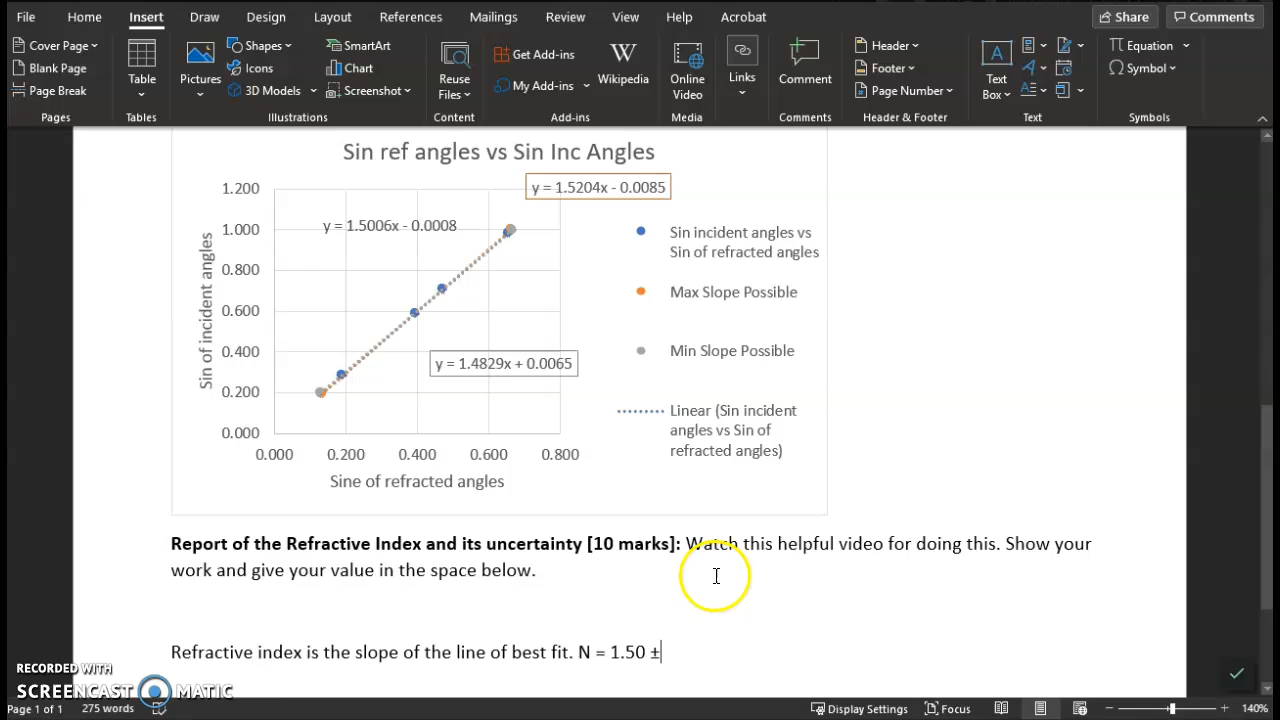 File Home Insert Draw Design Layout References Mailings Review View Help Acrobat Share Comments
Cover Page
Blank Page
Page Break
Pages
Table
Tables
Pictures
Shapes
Icons
3D Models
SmartArt
Chart
Screenshot
Illustrations
Reuse
Files
Content
Get Add-ins
My Add-ins
Wikipedia
Add-ins
Online
Video
Media
Links
Comment
Comments
Header
Footer
Page Number
Header & Footer
Text
Box
Text
Equation
Symbol
Symbols
Sin ref angles vs Sin Inc Angles
y = 1.5204x - 0.0085
y = 1.5006x - 0.0008
y = 1.4829x + 0.0065
1.200
1.000
0.800
0.600
0.400
0.200
0.000
Sin of incident angles
0.000 0.200 0.400 0.600 0.800
Sine of refracted angles
Sin incident angles vs
Sin of refracted angles
Max Slope Possible
Min Slope Possible
Linear (Sin incident
angles vs Sin of
refracted angles)
Report of the Refractive Index and its uncertainty [10 marks]: Watch this helpful video for doing this. Show your
work and give your value in the space below.
Refractive index is the slope of the line of best fit. N = 1.50 ±
RECORDED WITH
SCREENCAST MATIC
Page 1 of 1 275 words Display Settings Focus 140%